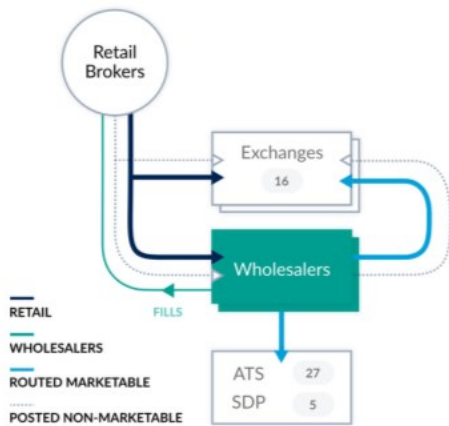 Retail
Brokers
Exchanges
16
Wholesalers
FILLS
RETAIL
WHOLESALERS
ROUTED MARKETABLE
POSTED NON-MARKETABLE
ATS 27
SDP 5